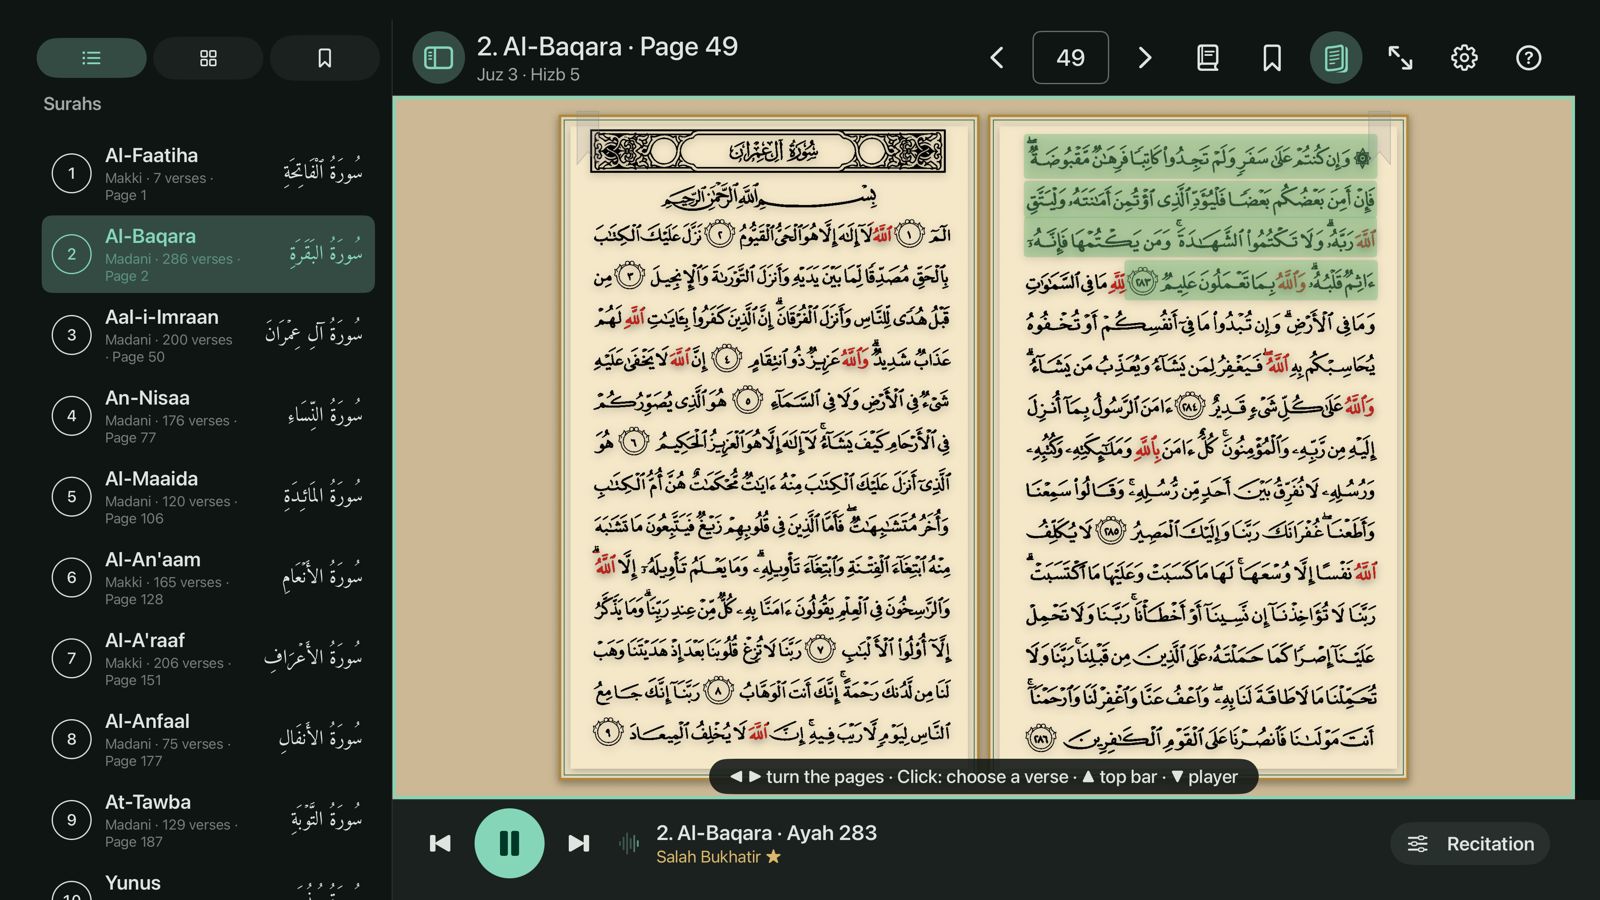 Surahs
1
Al-Faatiha
Makki · 7 verses ·
Page 1
سُورَةُ الْفَاتِحَةِ
2
Al-Baqara
Madani · 286 verses ·
Page 2
سُورَةُ البَقَرَةِ
3
Aal-i-Imraan
Madani · 200 verses
· Page 50
سُورَةُ آلِ عِمۡرَانَ
4
An-Nisaa
Madani · 176 verses ·
Page 77
سُورَةُ النِّسَاءِ
5
Al-Maaida
Madani · 120 verses ·
Page 106
سُورَةُ المَائـِدَةِ
6
Al-An'aam
Makki · 165 verses ·
Page 128
سُورَةُ الأَنۡعَامِ
7
Al-A'raaf
Makki · 206 verses ·
Page 151
سُورَةُ الأَعۡرَافِ
8
Al-Anfaal
Madani · 75 verses ·
Page 177
سُورَةُ الأَنفَالِ
9
At-Tawba
Madani · 129 verses ·
Page 187
سُورَةُ التَّوۡبَةِ
Yunus
2. Al-Baqara · Page 49
Juz 3 · Hizb 5
49
وَإِن كُنتُمْ عَلَىٰ سَفَرٍ وَلَمْ تَجِدُوا۟ كَاتِبًا فَرِهَـٰنٌ مَّقْبُوضَةٌ ۖ
فَإِنْ أَمِنَ بَعْضُكُم بَعْضًا فَلْيُؤَدِّ ٱلَّذِى ٱؤْتُمِنَ أَمَـٰنَتَهُۥ وَلْيَتَّقِ
ٱللَّهَ رَبَّهُۥ ۗ وَلَا تَكْتُمُوا۟ ٱلشَّهَـٰدَةَ ۚ وَمَن يَكْتُمْهَا فَإِنَّهُۥٓ
ءَاثِمٌ قَلْبُهُۥ ۗ وَٱللَّهُ بِمَا تَعْمَلُونَ عَلِيمٌ ٢٨٣ لِّلَّهِ مَا فِى ٱلسَّمَـٰوَٰتِ
وَمَا فِى ٱلْأَرْضِ ۗ وَإِن تُبْدُوا۟ مَا فِىٓ أَنفُسِكُمْ أَوْ تُخْفُوهُ
يُحَاسِبْكُم بِهِ ٱللَّهُ ۖ فَيَغْفِرُ لِمَن يَشَآءُ وَيُعَذِّبُ مَن يَشَآءُ ۗ
وَٱللَّهُ عَلَىٰ كُلِّ شَىْءٍ قَدِيرٌ ٢٨٤ ءَامَنَ ٱلرَّسُولُ بِمَآ أُنزِلَ
إِلَيْهِ مِن رَّبِّهِۦ وَٱلْمُؤْمِنُونَ ۚ كُلٌّ ءَامَنَ بِٱللَّهِ وَمَلَـٰٓئِكَتِهِۦ وَكُتُبِهِۦ
وَرُسُلِهِۦ لَا نُفَرِّقُ بَيْنَ أَحَدٍ مِّن رُّسُلِهِۦ ۚ وَقَالُوا۟ سَمِعْنَا
وَأَطَعْنَا ۖ غُفْرَانَكَ رَبَّنَا وَإِلَيْكَ ٱلْمَصِيرُ ٢٨٥ لَا يُكَلِّفُ
ٱللَّهُ نَفْسًا إِلَّا وُسْعَهَا ۚ لَهَا مَا كَسَبَتْ وَعَلَيْهَا مَا ٱكْتَسَبَتْ ۗ
رَبَّنَا لَا تُؤَاخِذْنَآ إِن نَّسِينَآ أَوْ أَخْطَأْنَا ۚ رَبَّنَا وَلَا تَحْمِلْ
عَلَيْنَآ إِصْرًا كَمَا حَمَلْتَهُۥ عَلَى ٱلَّذِينَ مِن قَبْلِنَا ۚ رَبَّنَا وَلَا
تُحَمِّلْنَا مَا لَا طَاقَةَ لَنَا بِهِۦ ۖ وَٱعْفُ عَنَّا وَٱغْفِرْ لَنَا وَٱرْحَمْنَآ ۚ
أَنتَ مَوْلَىٰنَا فَٱنصُرْنَا عَلَى ٱلْقَوْمِ ٱلْكَـٰفِرِينَ ٢٨٦
سُورَةُ آلِ عِمْرَانَ
بِسْمِ ٱللَّهِ ٱلرَّحْمَـٰنِ ٱلرَّحِيمِ
الٓمٓ ١ ٱللَّهُ لَآ إِلَـٰهَ إِلَّا هُوَ ٱلْحَىُّ ٱلْقَيُّومُ ٢ نَزَّلَ عَلَيْكَ ٱلْكِتَـٰبَ
بِٱلْحَقِّ مُصَدِّقًا لِّمَا بَيْنَ يَدَيْهِ وَأَنزَلَ ٱلتَّوْرَىٰةَ وَٱلْإِنجِيلَ ٣ مِن
قَبْلُ هُدًى لِّلنَّاسِ وَأَنزَلَ ٱلْفُرْقَانَ ۗ إِنَّ ٱلَّذِينَ كَفَرُوا۟ بِـَٔايَـٰتِ ٱللَّهِ لَهُمْ
عَذَابٌ شَدِيدٌ ۗ وَٱللَّهُ عَزِيزٌ ذُو ٱنتِقَامٍ ٤ إِنَّ ٱللَّهَ لَا يَخْفَىٰ عَلَيْهِ
شَىْءٌ فِى ٱلْأَرْضِ وَلَا فِى ٱلسَّمَآءِ ٥ هُوَ ٱلَّذِى يُصَوِّرُكُمْ
فِى ٱلْأَرْحَامِ كَيْفَ يَشَآءُ ۚ لَآ إِلَـٰهَ إِلَّا هُوَ ٱلْعَزِيزُ ٱلْحَكِيمُ ٦ هُوَ
ٱلَّذِىٓ أَنزَلَ عَلَيْكَ ٱلْكِتَـٰبَ مِنْهُ ءَايَـٰتٌ مُّحْكَمَـٰتٌ هُنَّ أُمُّ ٱلْكِتَـٰبِ
وَأُخَرُ مُتَشَـٰبِهَـٰتٌ ۖ فَأَمَّا ٱلَّذِينَ فِى قُلُوبِهِمْ زَيْغٌ فَيَتَّبِعُونَ مَا تَشَـٰبَهَ
مِنْهُ ٱبْتِغَآءَ ٱلْفِتْنَةِ وَٱبْتِغَآءَ تَأْوِيلِهِۦ ۗ وَمَا يَعْلَمُ تَأْوِيلَهُۥٓ إِلَّا ٱللَّهُ ۗ
وَٱلرَّٰسِخُونَ فِى ٱلْعِلْمِ يَقُولُونَ ءَامَنَّا بِهِۦ كُلٌّ مِّنْ عِندِ رَبِّنَا ۗ وَمَا يَذَّكَّرُ
إِلَّآ أُو۟لُوا۟ ٱلْأَلْبَـٰبِ ٧ رَبَّنَا لَا تُزِغْ قُلُوبَنَا بَعْدَ إِذْ هَدَيْتَنَا وَهَبْ
لَنَا مِن لَّدُنكَ رَحْمَةً ۚ إِنَّكَ أَنتَ ٱلْوَهَّابُ ٨ رَبَّنَآ إِنَّكَ جَامِعُ
ٱلنَّاسِ لِيَوْمٍ لَّا رَيْبَ فِيهِ ۚ إِنَّ ٱللَّهَ لَا يُخْلِفُ ٱلْمِيعَادَ ٩
◀ ▶ turn the pages · Click: choose a verse · ▲ top bar · ▼ player
2. Al-Baqara · Ayah 283
Salah Bukhatir ★
Recitation